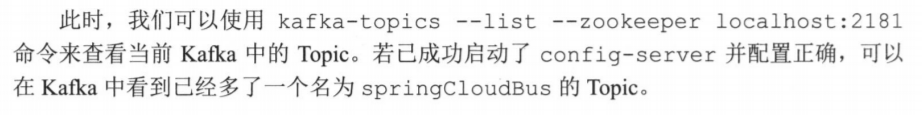 此时，我们可以使用 kafka-topics --list --zookeeper localhost:2181
命令来查看当前 Kafka 中的 Topic。若已成功启动了 config-server 并配置正确，可以
在 Kafka 中看到已经多了一个名为 springCloudBus 的 Topic。